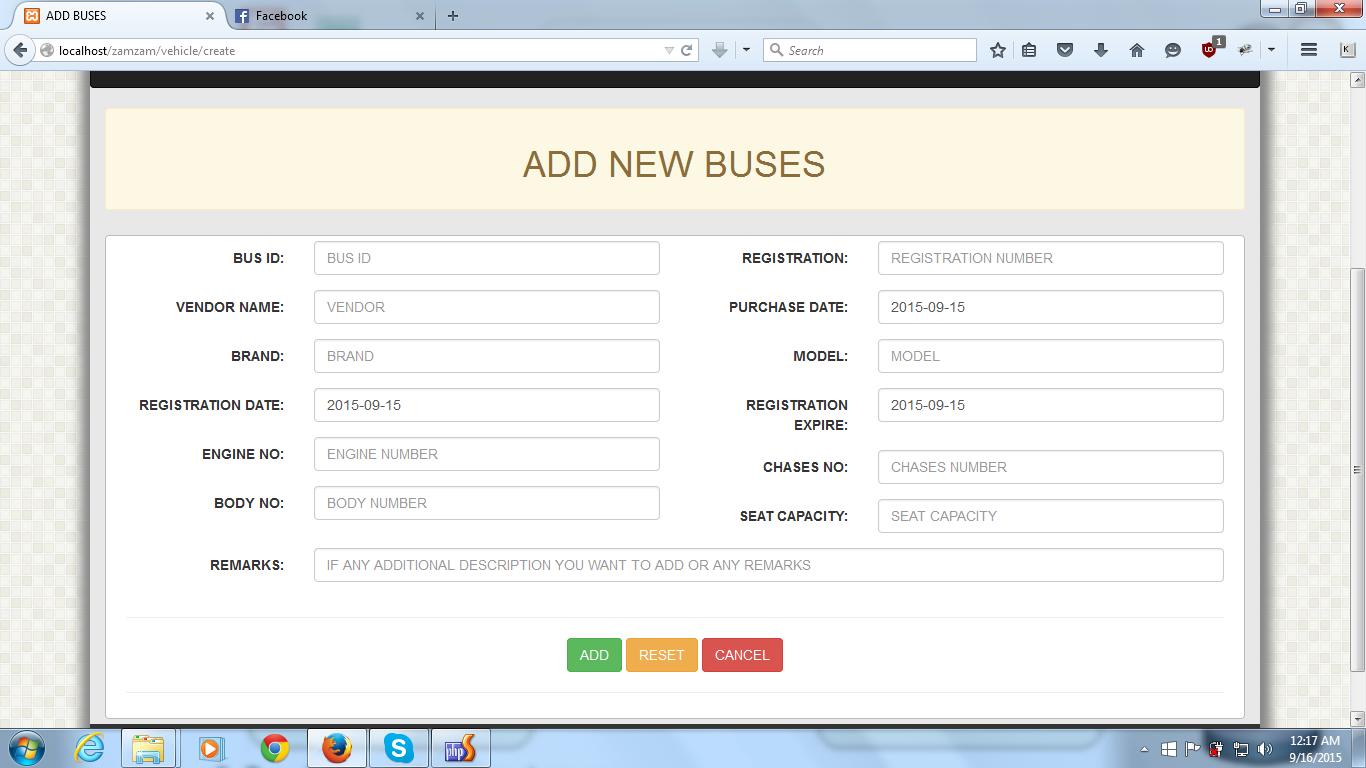 ADD BUSES
Facebook
localhost/zamzam/vehicle/create
Search
1
ADD NEW BUSES
BUS ID:
BUS ID
REGISTRATION:
REGISTRATION NUMBER
VENDOR NAME:
VENDOR
PURCHASE DATE:
2015-09-15
BRAND:
BRAND
MODEL:
MODEL
REGISTRATION DATE:
2015-09-15
REGISTRATION
EXPIRE:
2015-09-15
ENGINE NO:
ENGINE NUMBER
CHASES NO:
CHASES NUMBER
BODY NO:
BODY NUMBER
SEAT CAPACITY:
SEAT CAPACITY
REMARKS:
IF ANY ADDITIONAL DESCRIPTION YOU WANT TO ADD OR ANY REMARKS
ADD
RESET
CANCEL
php
12:17 AM
9/16/2015